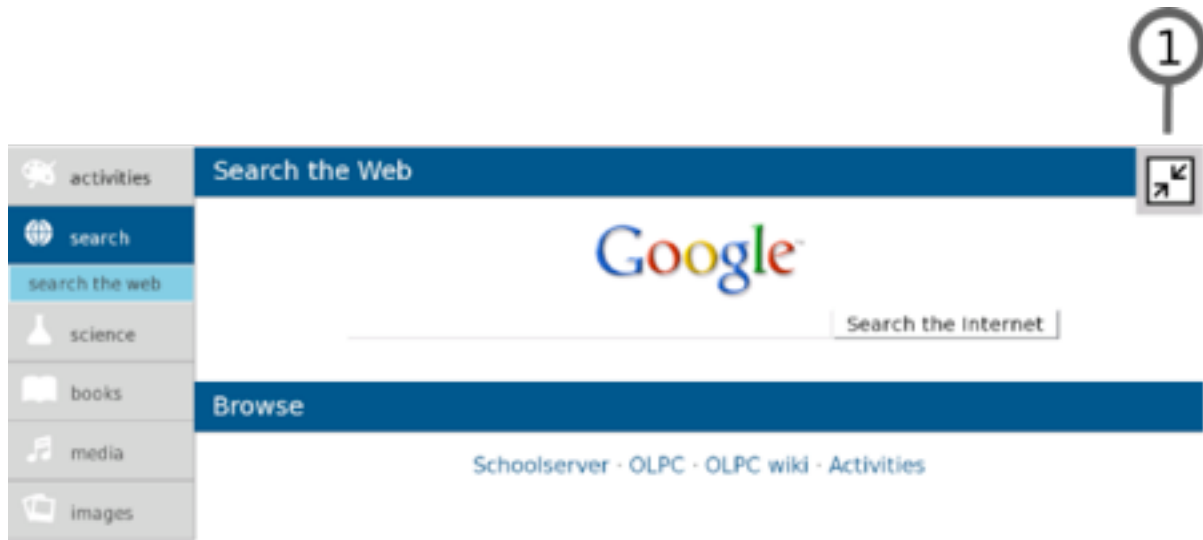 1
activities
Search the Web
search
Google
search the web
Search the Internet
science
books
Browse
media
Schoolserver · OLPC · OLPC wiki · Activities
images